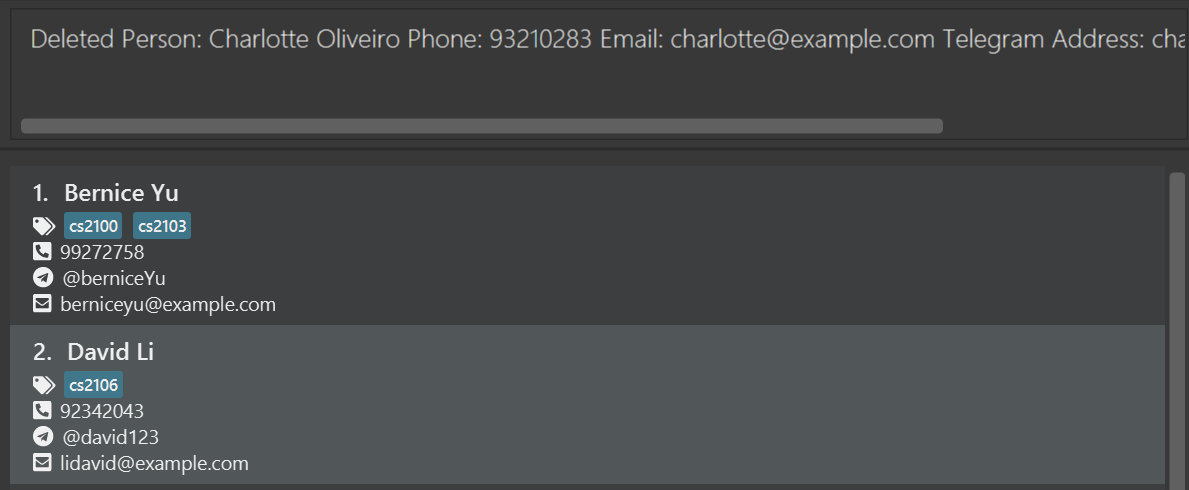 Deleted Person: Charlotte Oliveiro Phone: 93210283 Email: charlotte@example.com Telegram Address:
1. Bernice Yu
cs2100 cs2103
99272758
@berniceYu
berniceyu@example.com
2. David Li
cs2106
92342043
@david123
lidavid@example.com